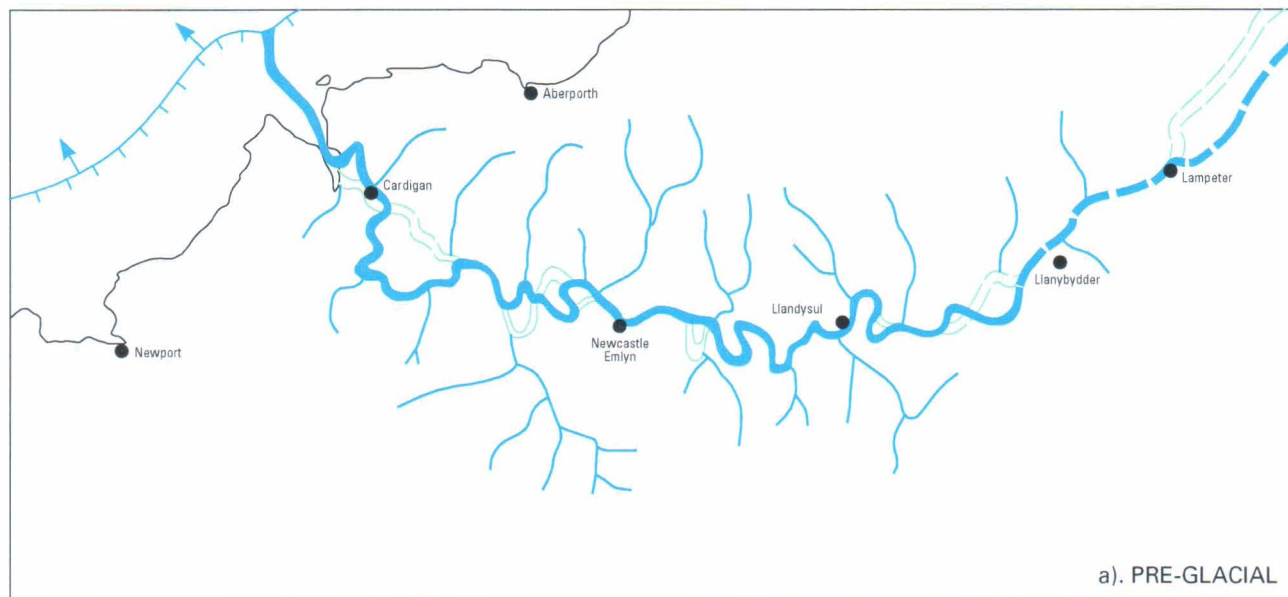 Aberporth
Cardigan
Lampeter
Llanybydder
Llandysul
Newcastle
Emlyn
Newport
a). PRE-GLACIAL